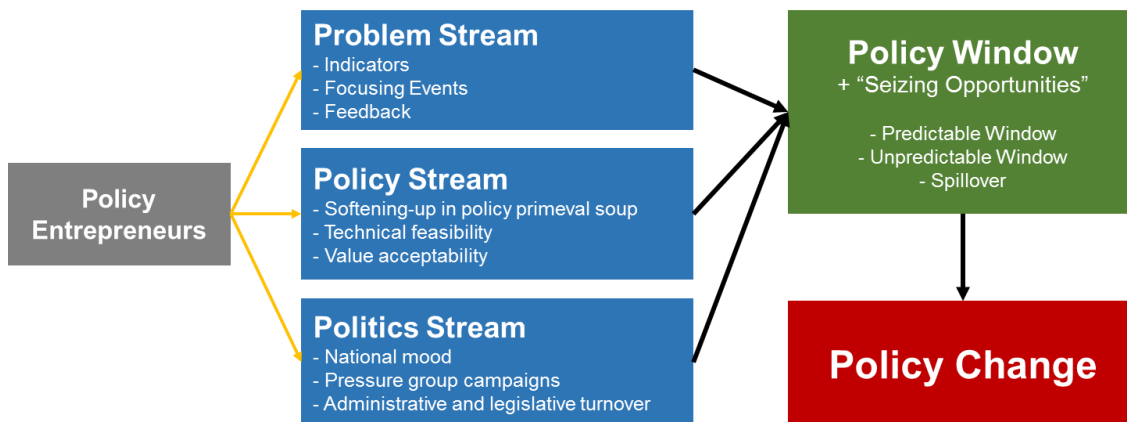 Policy
Entrepreneurs
Problem Stream
- Indicators
- Focusing Events
- Feedback
Policy Stream
- Softening-up in policy primeval soup
- Technical feasibility
- Value acceptability
Politics Stream
- National mood
- Pressure group campaigns
- Administrative and legislative turnover
Policy Window
+ “Seizing Opportunities”
- Predictable Window
- Unpredictable Window
- Spillover
Policy Change